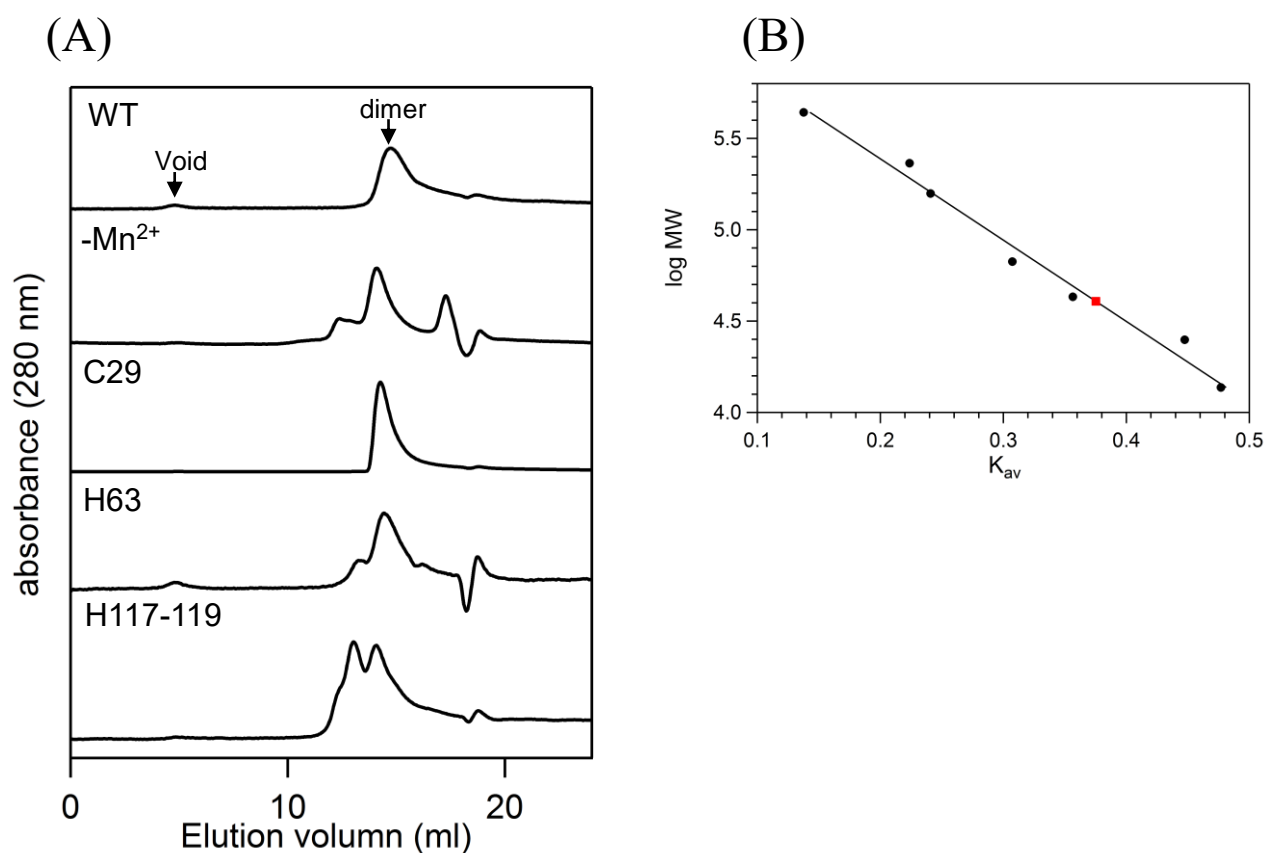 (A)
WT
Void
dimer
-Mn²⁺
C29
H63
H117-119
absorbance (280 nm)
0 10 20
Elution volumn (ml)
(B)
5.5
5.0
4.5
4.0
log MW
0.1 0.2 0.3 0.4 0.5
Kav